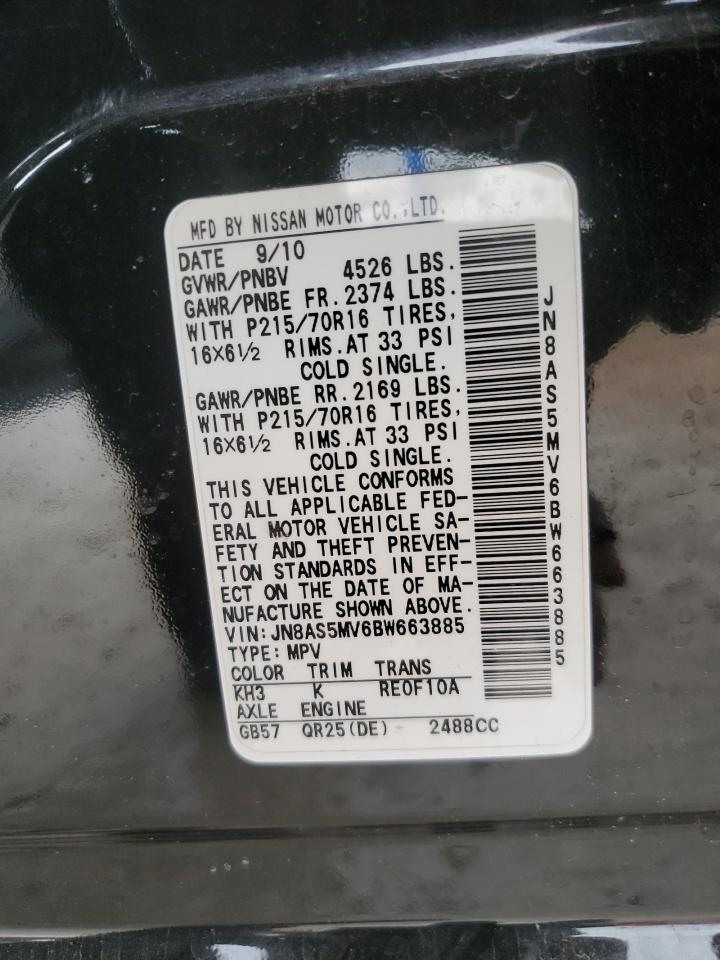 MFD BY NISSAN MOTOR CO.,LTD.
DATE 9/10
GVWR/PNBV 4526 LBS.
GAWR/PNBE FR.2374 LBS.
WITH P215/70R16 TIRES,
16X6½ RIMS.AT 33 PSI
COLD SINGLE.
GAWR/PNBE RR.2169 LBS.
WITH P215/70R16 TIRES,
16X6½ RIMS.AT 33 PSI
COLD SINGLE.
THIS VEHICLE CONFORMS
TO ALL APPLICABLE FED-
ERAL MOTOR VEHICLE SA-
FETY AND THEFT PREVEN-
TION STANDARDS IN EFF-
ECT ON THE DATE OF MA-
NUFACTURE SHOWN ABOVE.
VIN:JN8AS5MV6BW663885
TYPE:MPV
COLOR TRIM TRANS
KH3 K RE0F10A
AXLE ENGINE
GB57 QR25(DE) 2488CC
JN8AS5MV6BW663885